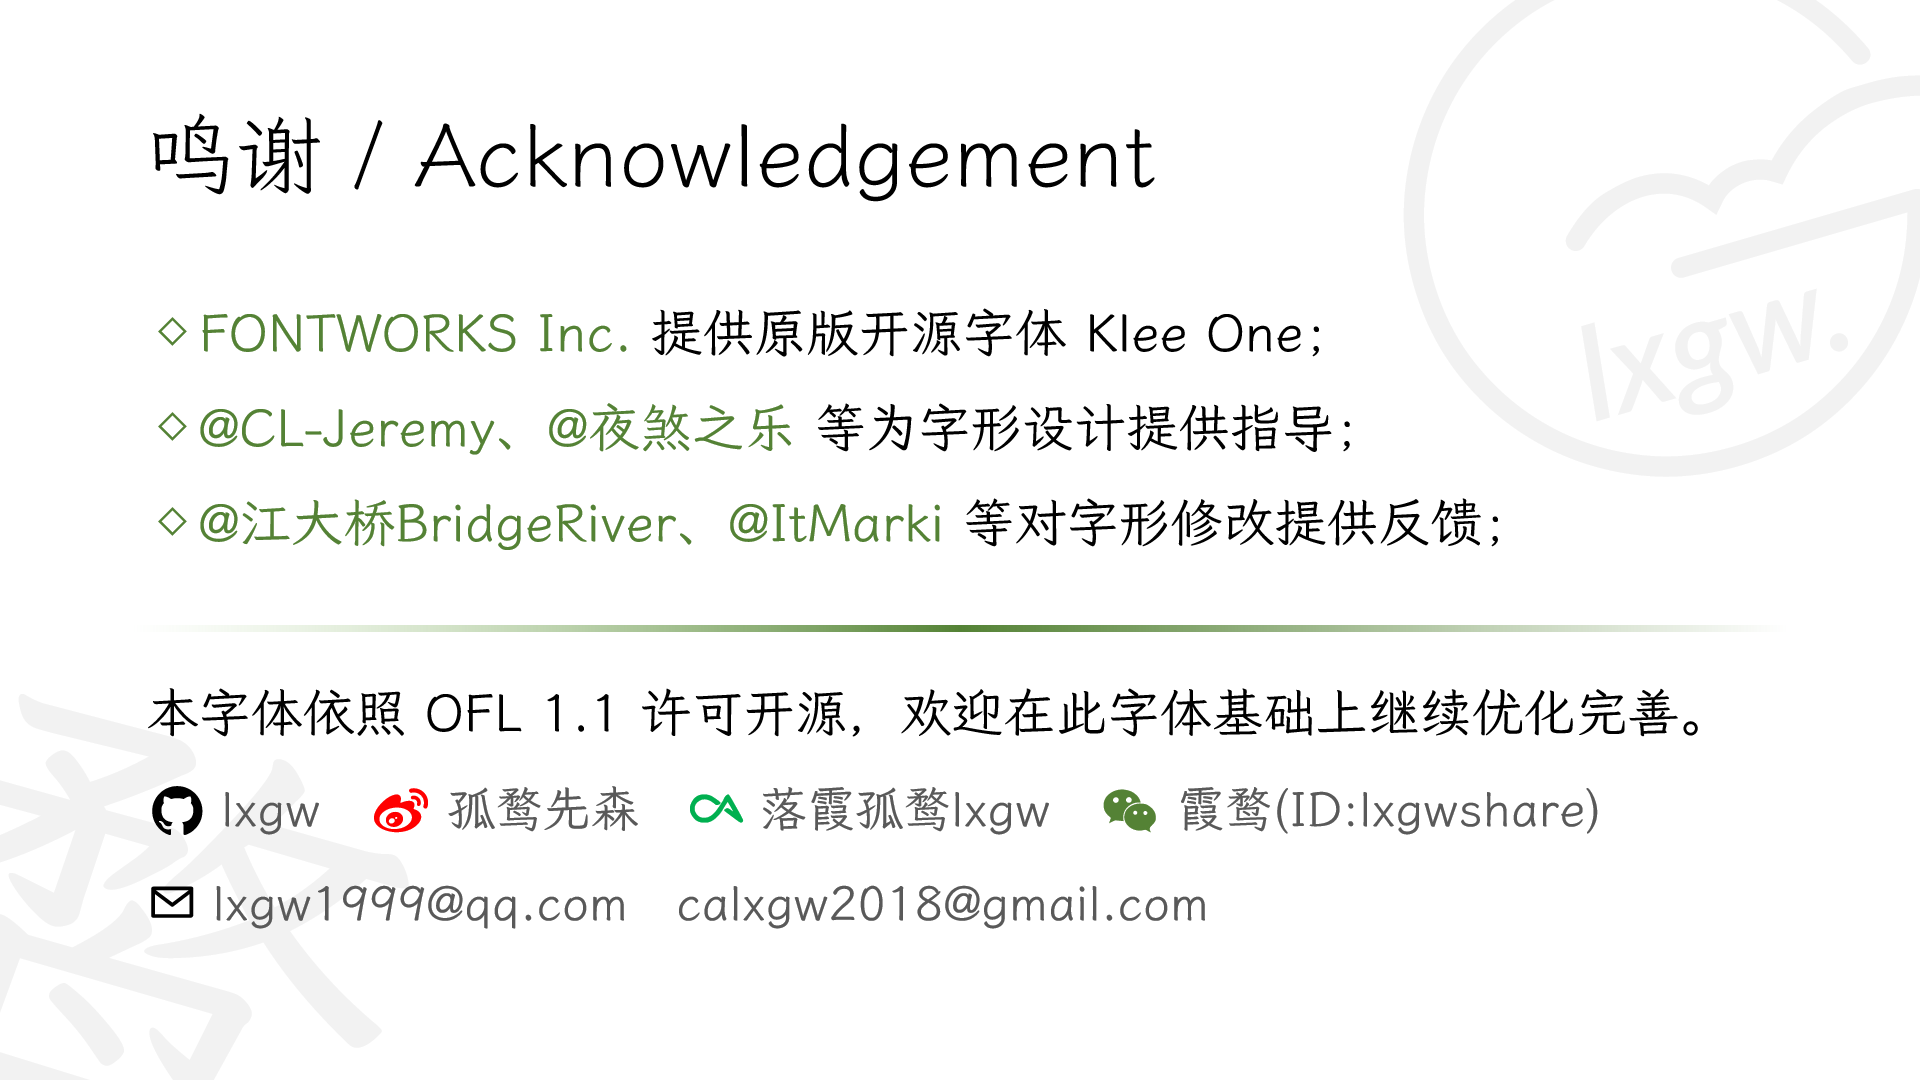 鸣谢 / Acknowledgement
lxgw.
◇FONTWORKS Inc. 提供原版开源字体 Klee One；
◇@CL-Jeremy、@夜煞之乐 等为字形设计提供指导；
◇@江大桥BridgeRiver、@ItMarki 等对字形修改提供反馈；
本字体依照 OFL 1.1 许可开源，欢迎在此字体基础上继续优化完善。
lxgw 孤鹜先森 落霞孤鹜lxgw 霞鹜(ID:lxgwshare)
lxgw1999@qq.com calxgw2018@gmail.com